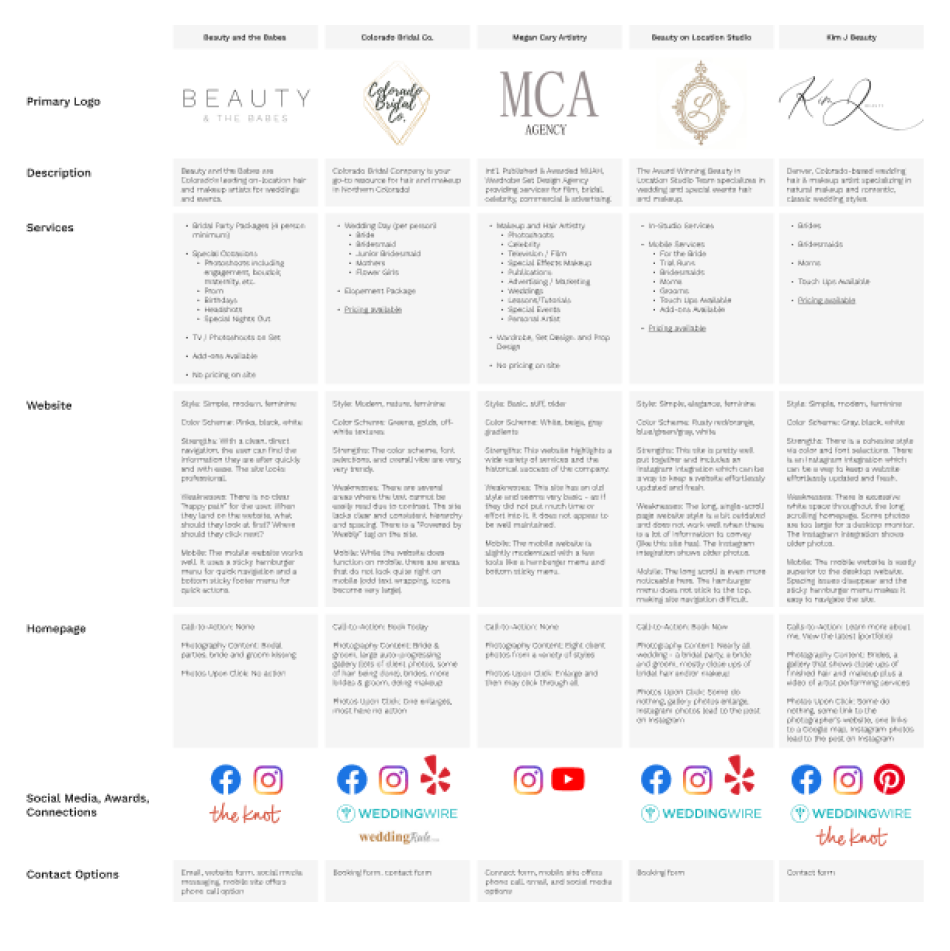 Beauty and the Babes
Colorado Bridal Co.
Megan Cary Artistry
Beauty on Location Studio
Kim J Beauty
Primary Logo
BEAUTY
& THE BABES
Colorado
Bridal
Co.
MCA
AGENCY
L
Kim J
BEAUTY
Description
Beauty and the Babes are
Colorado's leading on-location hair
and makeup artists for weddings
and events.
Colorado Bridal Company is your
go-to resource for hair and makeup
in Northern Colorado!
Int'l. Published & Awarded MUAH,
Wardrobe Set Design Agency
providing services for film, bridal,
celebrity, commercial & advertising.
The Award Winning Beauty in
Location Studio Team specializes in
wedding and special events hair
and makeup.
Denver, Colorado-based wedding
hair & makeup artist specializing in
natural makeup and romantic,
classic wedding styles.
Services
• Bridal Party Packages (4 person
minimum)
• Special Occasions
• Photoshoots including
engagement, boudoir,
maternity, etc.
• Prom
• Birthdays
• Headshots
• Special Nights Out
• TV / Photoshoots on Set
• Add-ons Available
• No pricing on site
• Wedding Day (per person)
• Bride
• Bridesmaid
• Junior Bridesmaid
• Mothers
• Flower Girls
• Elopement Package
• Pricing available
• Makeup and Hair Artistry
• Photoshoots
• Celebrity
• Television / Film
• Special Effects Makeup
• Publications
• Advertising / Marketing
• Weddings
• Lessons/Tutorials
• Special Events
• Personal Artist
• Wardrobe, Set Design, and Prop
Design
• No pricing on site
• In-Studio Services
• Mobile Services
• For the Bride
• Trial Runs
• Bridesmaids
• Moms
• Grooms
• Touch Ups Available
• Add-ons Available
• Pricing available
• Brides
• Bridesmaids
• Moms
• Touch Ups Available
• Pricing available
Website
Style: Simple, modern, feminine
Color Scheme: Pinks, black, white
Strengths: With a clean, direct
navigation, the user can find the
information they are after quickly
and with ease. The site looks
professional.
Weaknesses: There is no clear
"happy path" for the user. When
they land on the website, what
should they look at first? Where
should they click next?
Mobile: The mobile website works
well. It uses a sticky hamburger
menu for quick navigation and a
bottom sticky footer menu for
quick actions.
Style: Modern, nature, feminine
Color Scheme: Greens, golds, off-
white textures
Strengths: The color scheme, font
selections, and overall vibe are very,
very trendy.
Weaknesses: There are several
areas where the text cannot be
easily read due to contrast. The site
lacks clear and consistent hierarchy
and spacing. There is a "Powered by
Weebly" tag on the site.
Mobile: While the website does
function on mobile, there are areas
that do not look quite right on
mobile (odd text wrapping, icons
become very large).
Style: Basic, stiff, older
Color Scheme: White, beige, gray
gradients
Strengths: This website highlights a
wide variety of services and the
historical success of the company.
Weaknesses: This site has an old
style and seems very basic - as if
they did not put much time or
effort into it. It does not appear to
be well maintained.
Mobile: The mobile website is
slightly modernized with a few
tools like a hamburger menu and
bottom sticky menu.
Style: Simple, elegance, feminine
Color Scheme: Rusty red/orange,
blue/green/gray, white
Strengths: This site is pretty well
put together and includes an
Instagram integration which can be
a way to keep a website effortlessly
updated and fresh.
Weaknesses: The long, single-scroll
page website style is a bit outdated
and does not work well when there
is a lot of information to convey
(like this site has). The Instagram
integration shows older photos.
Mobile: The long scroll is even more
noticeable here. The hamburger
menu does not stick to the top,
making site navigation difficult.
Style: Simple, modern, feminine
Color Scheme: Gray, black, white
Strengths: There is a cohesive style
via color and font selections. There
is an Instagram integration which
can be a way to keep a website
effortlessly updated and fresh.
Weaknesses: There is excessive
white space throughout the long
scrolling homepage. Some photos
are too large for a desktop monitor.
The Instagram integration shows
older photos.
Mobile: The mobile website is easily
superior to the desktop website.
Spacing issues disappear and the
sticky hamburger menu makes it
easy to navigate the site.
Homepage
Call-to-Action: None
Photography Content: Bridal
parties, bride and groom kissing
Photos Upon Click: No action
Call-to-Action: Book Today
Photography Content: Bride &
groom, large auto-progressing
gallery (lots of client photos, some
of hair being done), brides, more
brides & groom, doing makeup
Photos Upon Click: One enlarges,
most have no action
Call-to-Action: None
Photography Content: Eight client
photos from a variety of styles
Photos Upon Click: Enlarge and
then may click through all
Call-to-Action: Book Now
Photography Content: Nearly all
wedding - a bridal party, a bride
and groom, mostly close ups of
bridal hair and/or makeup
Photos Upon Click: Some do
nothing, gallery photos enlarge,
Instagram photos lead to the post
on Instagram
Calls-to-Action: Learn more about
me, View the latest (portfolio)
Photography Content: Brides, a
gallery that shows close ups of
finished hair and makeup plus a
video of artist performing services
Photos Upon Click: Some do
nothing, some link to the
photographer's website, one links
to a Google map, Instagram photos
lead to the post on Instagram
Social Media, Awards,
Connections
the knot
WEDDINGWIRE
weddingRule
WEDDINGWIRE
WEDDINGWIRE
the knot
Contact Options
Email, website form, social media
messaging, mobile site offers
phone call option
Booking form, contact form
Connect form, mobile site offers
phone call, email, and social media
options
Booking form
Contact form